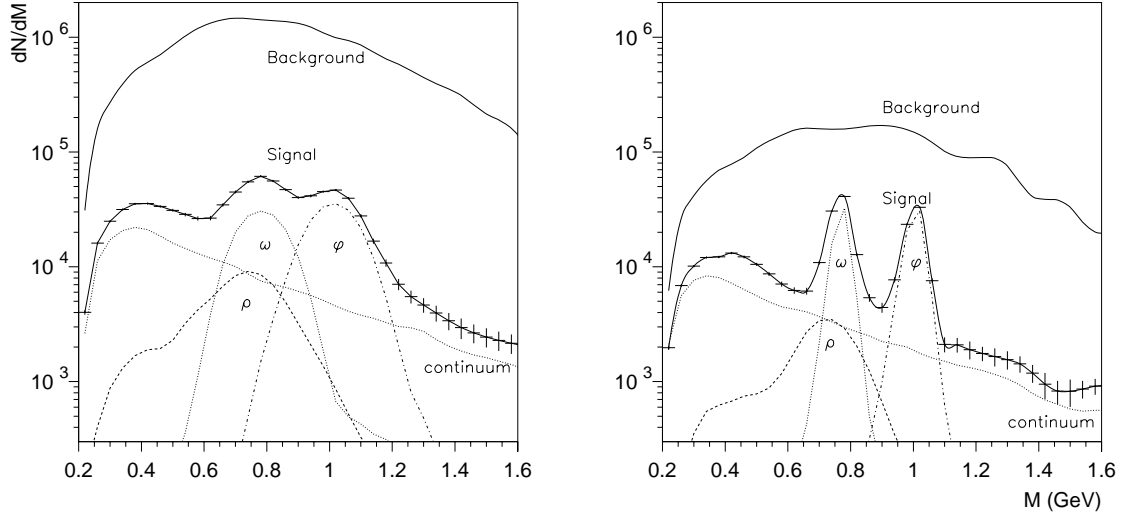 dN/dM
10^6
10^5
10^4
10^3
Background
Signal
ω
φ
ρ
continuum
0.2 0.4 0.6 0.8 1 1.2 1.4 1.6
10^6
10^5
10^4
10^3
Background
Signal
ω
φ
ρ
continuum
0.2 0.4 0.6 0.8 1 1.2 1.4 1.6
M (GeV)